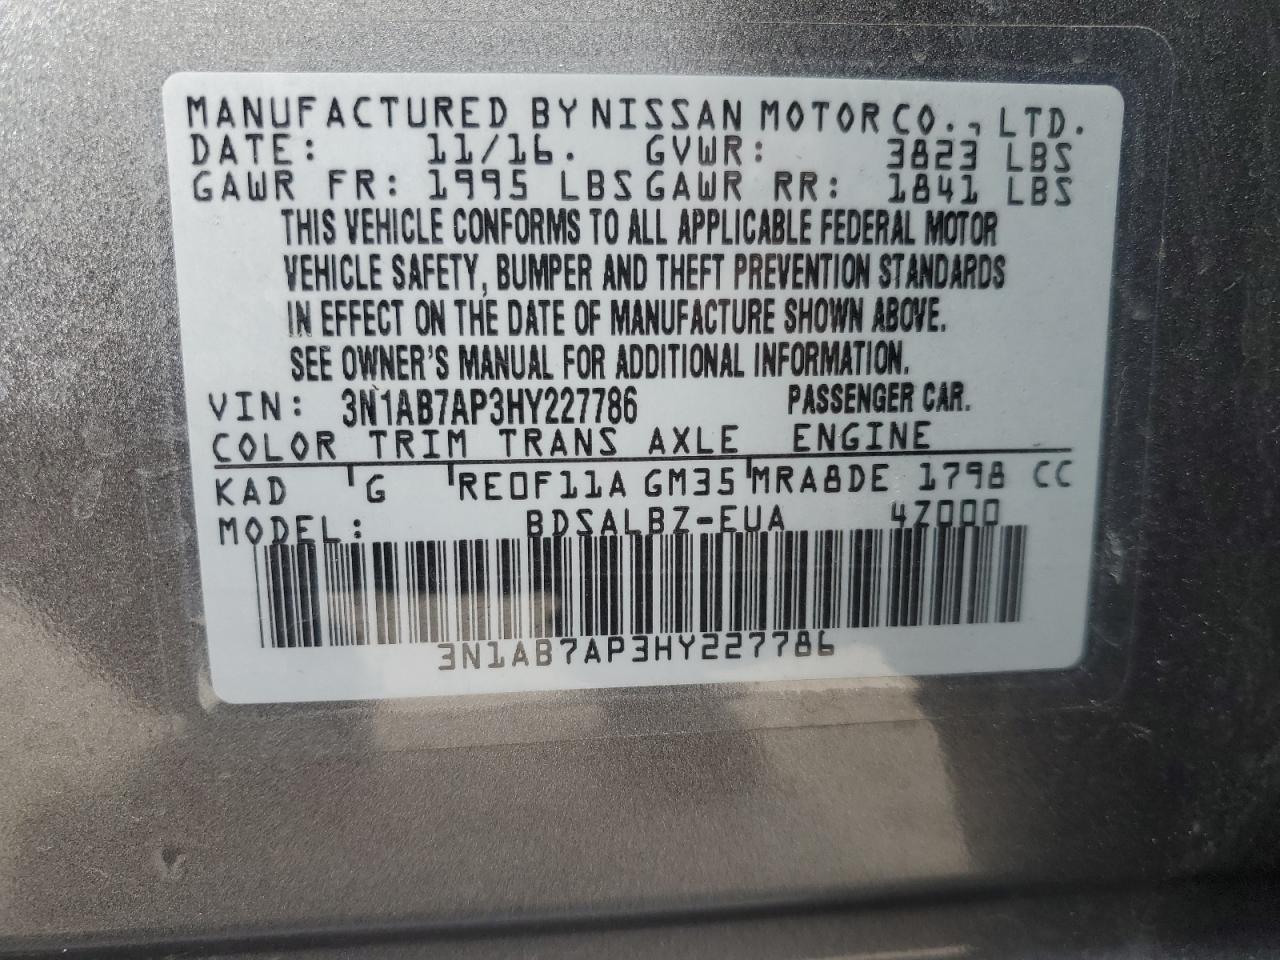 MANUFACTURED BY NISSAN MOTOR CO., LTD.
DATE: 11/16. GVWR: 3823 LBS
GAWR FR: 1995 LBS GAWR RR: 1841 LBS
THIS VEHICLE CONFORMS TO ALL APPLICABLE FEDERAL MOTOR
VEHICLE SAFETY, BUMPER AND THEFT PREVENTION STANDARDS
IN EFFECT ON THE DATE OF MANUFACTURE SHOWN ABOVE.
SEE OWNER'S MANUAL FOR ADDITIONAL INFORMATION.
VIN: 3N1AB7AP3HY227786 PASSENGER CAR.
COLOR TRIM TRANS AXLE ENGINE
KAD G RE0F11A GM35 MRA8DE 1798 CC
MODEL: BDSALBZ-EUA 4Z000
3N1AB7AP3HY227786